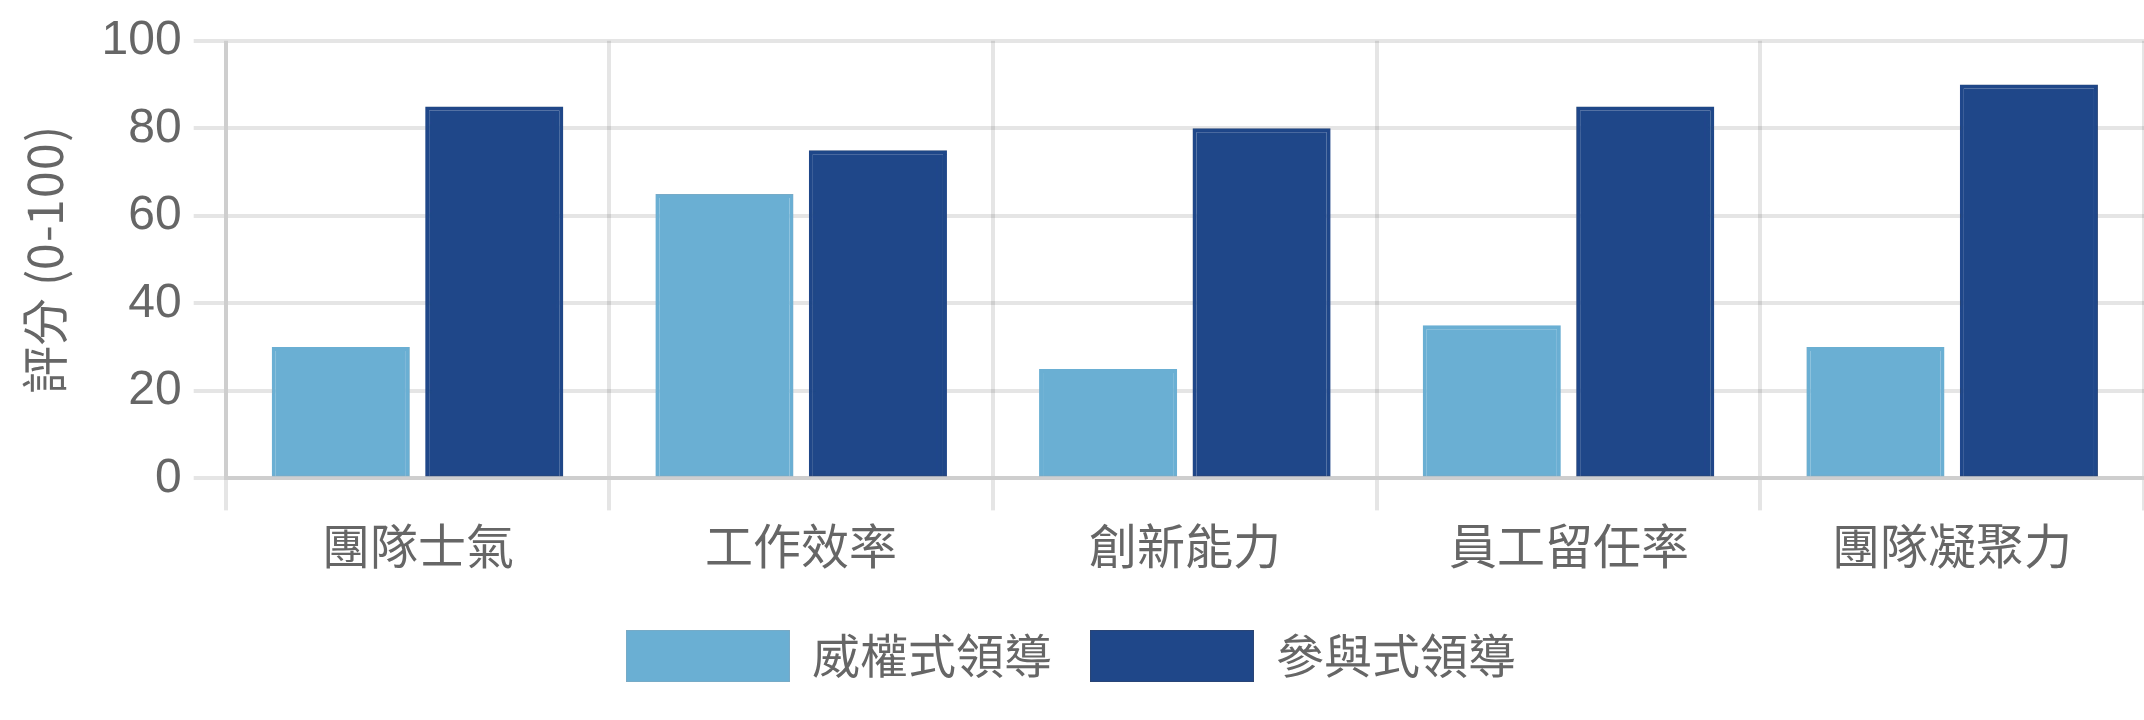 評分 (0-100)
100
80
60
40
20
0
團隊士氣
工作效率
創新能力
員工留任率
團隊凝聚力
威權式領導
參與式領導